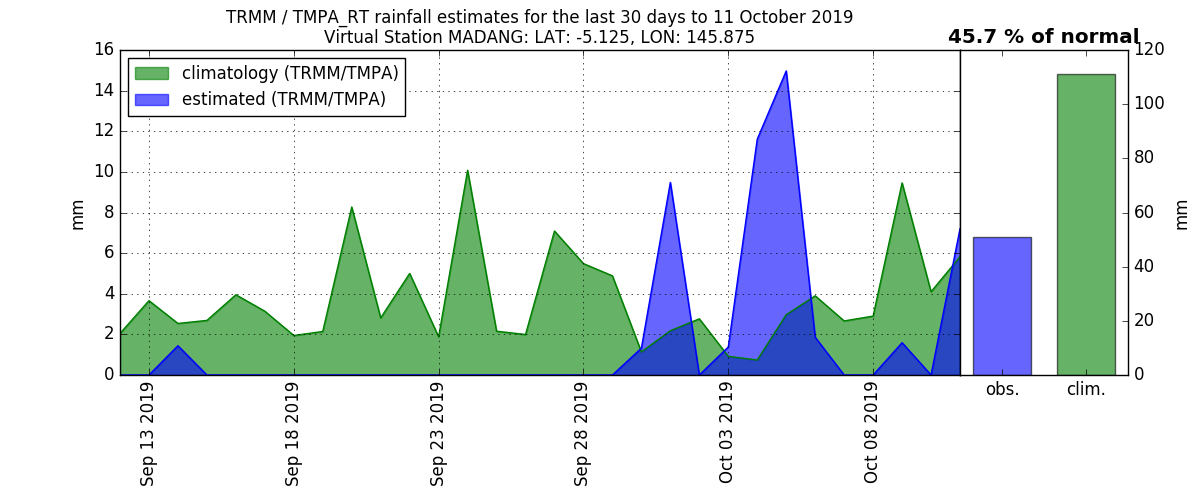 TRMM / TMPA_RT rainfall estimates for the last 30 days to 11 October 2019
Virtual Station MADANG: LAT: -5.125, LON: 145.875
45.7 % of normal
climatology (TRMM/TMPA)
estimated (TRMM/TMPA)
mm
16
14
12
10
8
6
4
2
0
Sep 13 2019
Sep 18 2019
Sep 23 2019
Sep 28 2019
Oct 03 2019
Oct 08 2019
120
100
80
60
40
20
0
mm
obs.
clim.